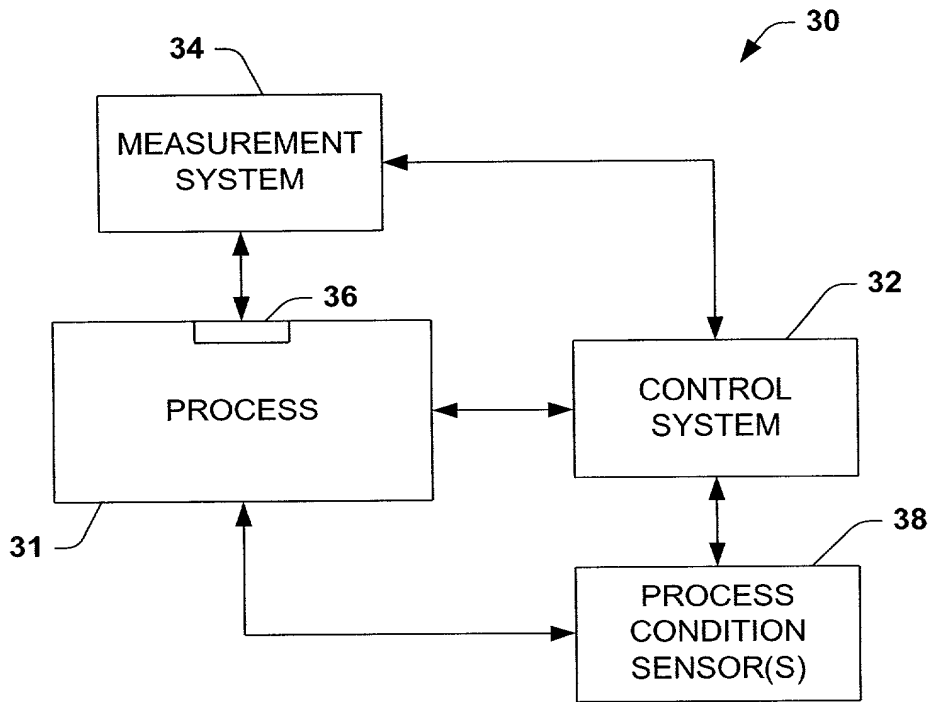 30
34
MEASUREMENT
SYSTEM
36
32
PROCESS
CONTROL
SYSTEM
31
38
PROCESS
CONDITION
SENSOR(S)